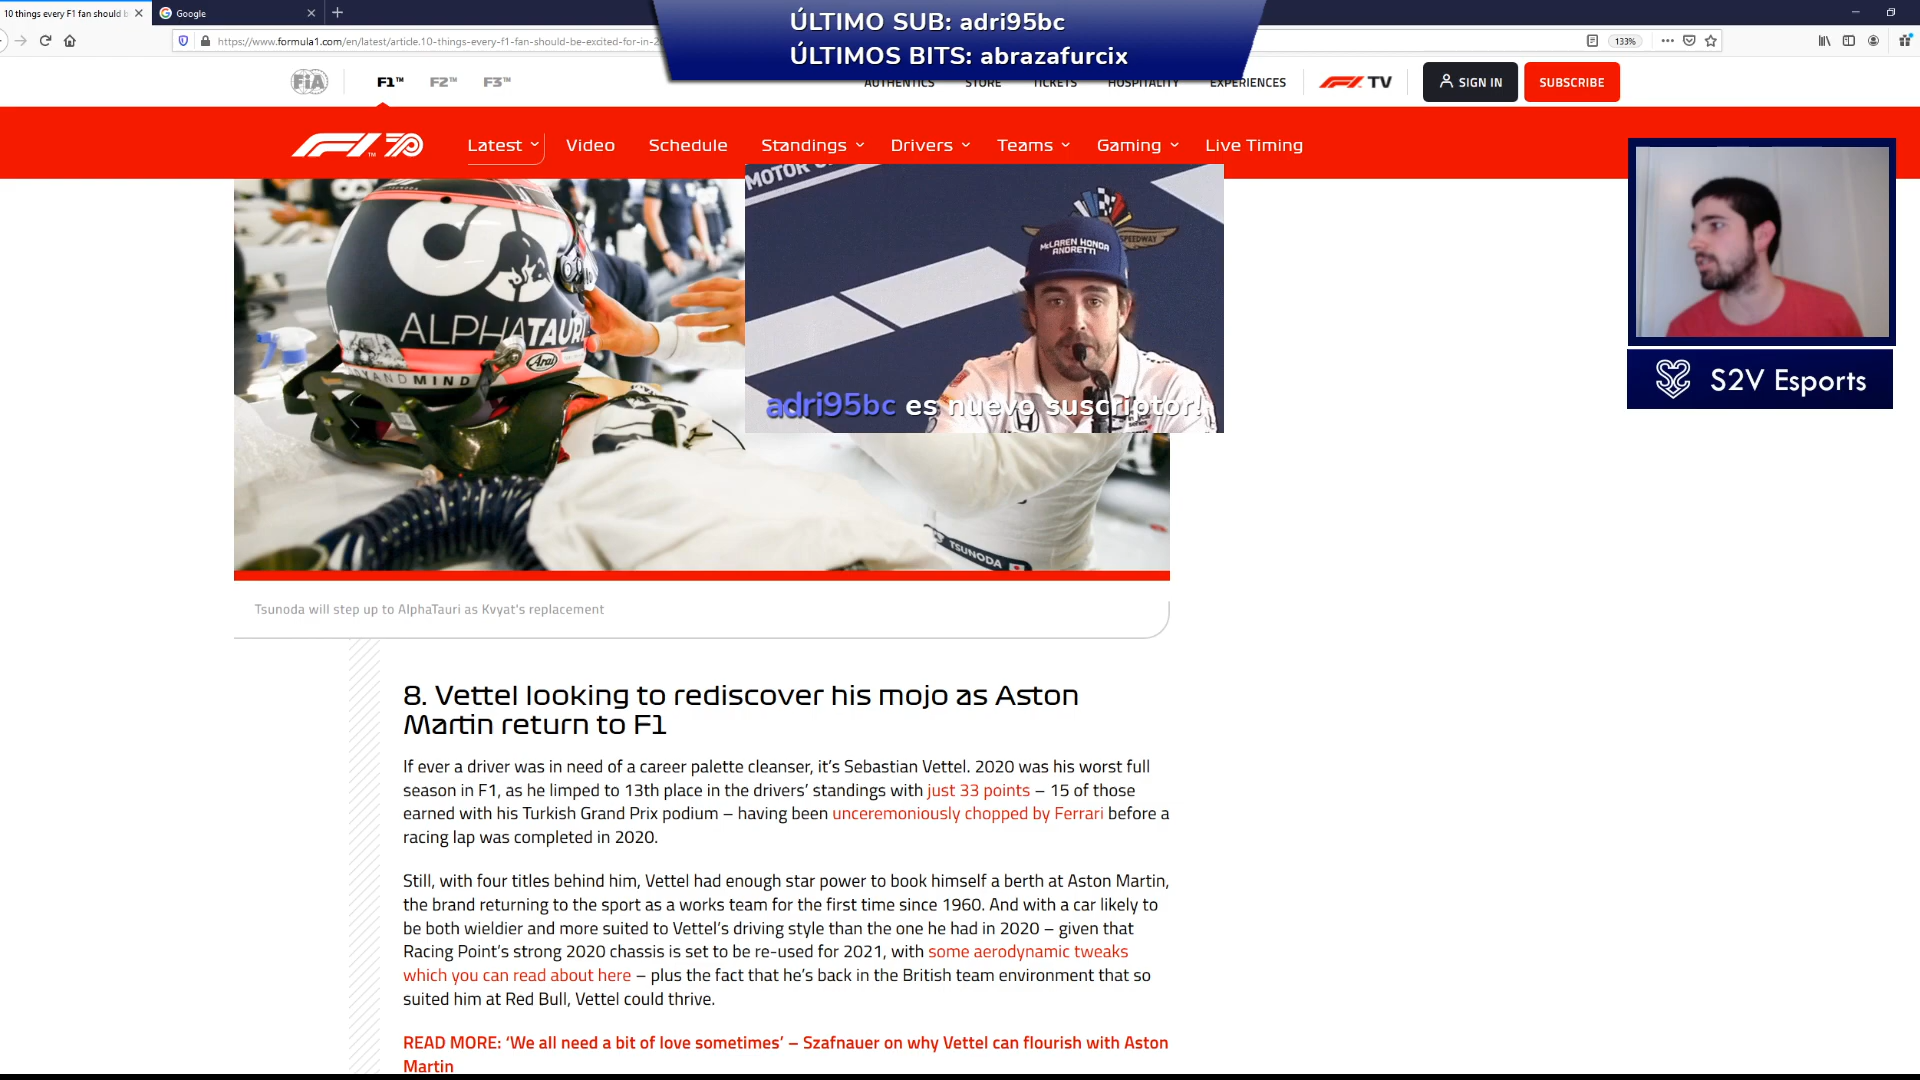 10 things every F1 fan should b
Google
ÚLTIMO SUB: adri95bc
ÚLTIMOS BITS: abrazafurcix
https://www.formula1.com/en/latest/article.10-things-every-f1-fan-should-be-excited-for-in-2
133%
FIA
F1™ F2™ F3™
AUTHENTICS STORE TICKETS HOSPITALITY EXPERIENCES
F1 TV
SIGN IN
SUBSCRIBE
F1 70
Latest Video Schedule Standings Drivers Teams Gaming Live Timing
MOTOR
SPEEDWAY
McLAREN HONDA
ANDRETTI
ALPHATAURI
Arai
MIND
adri95bc es nuevo suscriptor!
S2V Esports
TSUNODA
Tsunoda will step up to AlphaTauri as Kvyat's replacement
8. Vettel looking to rediscover his mojo as Aston
Martin return to F1
If ever a driver was in need of a career palette cleanser, it’s Sebastian Vettel. 2020 was his worst full
season in F1, as he limped to 13th place in the drivers’ standings with just 33 points – 15 of those
earned with his Turkish Grand Prix podium – having been unceremoniously chopped by Ferrari before a
racing lap was completed in 2020.
Still, with four titles behind him, Vettel had enough star power to book himself a berth at Aston Martin,
the brand returning to the sport as a works team for the first time since 1960. And with a car likely to
be both wieldier and more suited to Vettel’s driving style than the one he had in 2020 – given that
Racing Point’s strong 2020 chassis is set to be re-used for 2021, with some aerodynamic tweaks
which you can read about here – plus the fact that he’s back in the British team environment that so
suited him at Red Bull, Vettel could thrive.
READ MORE: ‘We all need a bit of love sometimes’ – Szafnauer on why Vettel can flourish with Aston
Martin